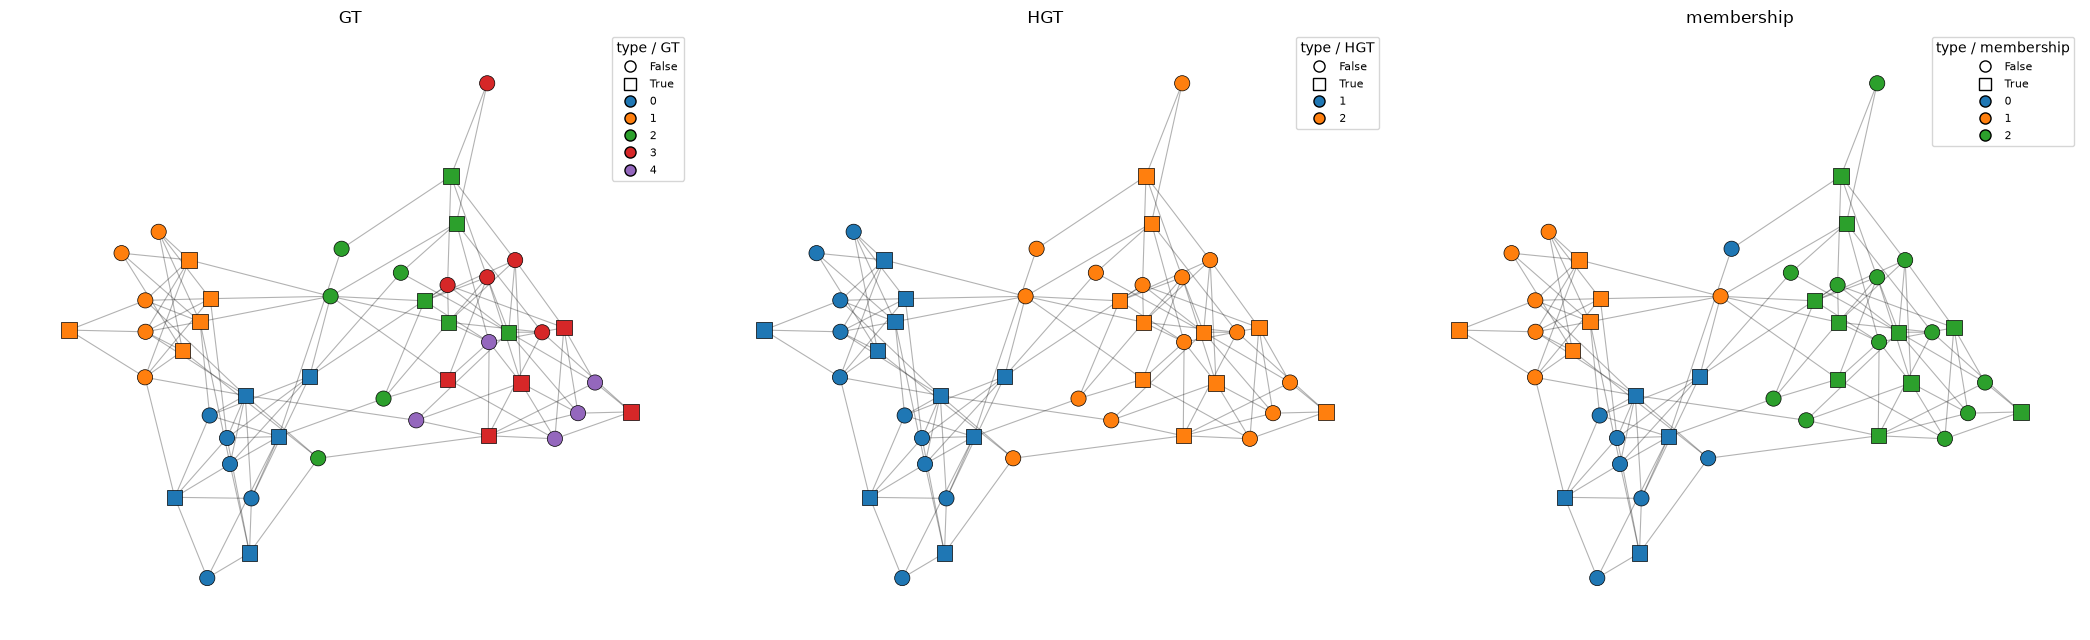 GT
type / GT
False
True
0
1
2
3
4
HGT
type / HGT
False
True
1
2
membership
type / membership
False
True
0
1
2